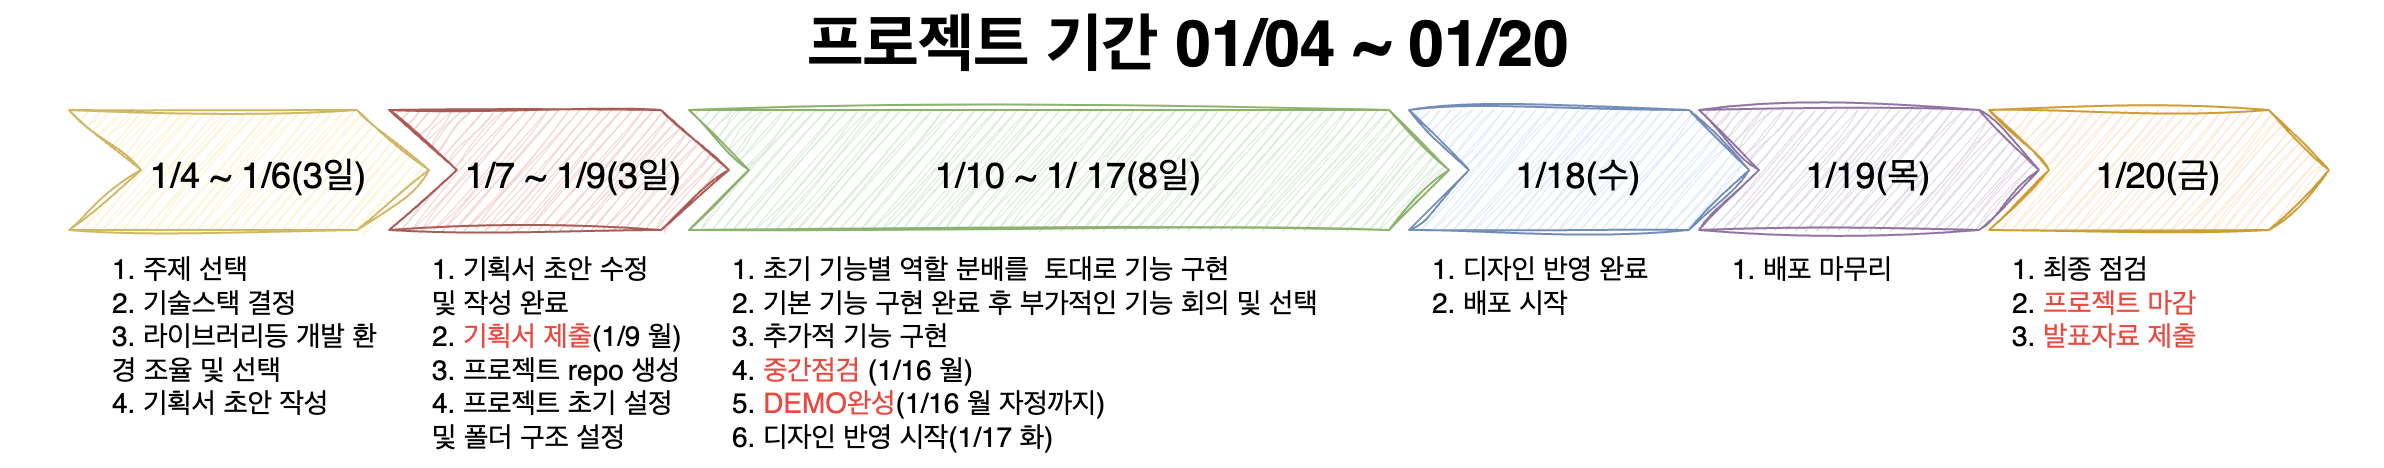 프로젝트 기간 01/04 ~ 01/20
1/4 ~ 1/6(3일)
1. 주제 선택
2. 기술스택 결정
3. 라이브러리등 개발 환
경 조율 및 선택
4. 기획서 초안 작성
1/7 ~ 1/9(3일)
1. 기획서 초안 수정
및 작성 완료
2. 기획서 제출(1/9 월)
3. 프로젝트 repo 생성
4. 프로젝트 초기 설정
및 폴더 구조 설정
1/10 ~ 1/ 17(8일)
1. 초기 기능별 역할 분배를  토대로 기능 구현
2. 기본 기능 구현 완료 후 부가적인 기능 회의 및 선택
3. 추가적 기능 구현
4. 중간점검 (1/16 월)
5. DEMO완성(1/16 월 자정까지)
6. 디자인 반영 시작(1/17 화)
1/18(수)
1. 디자인 반영 완료
2. 배포 시작
1/19(목)
1. 배포 마무리
1/20(금)
1. 최종 점검
2. 프로젝트 마감
3. 발표자료 제출